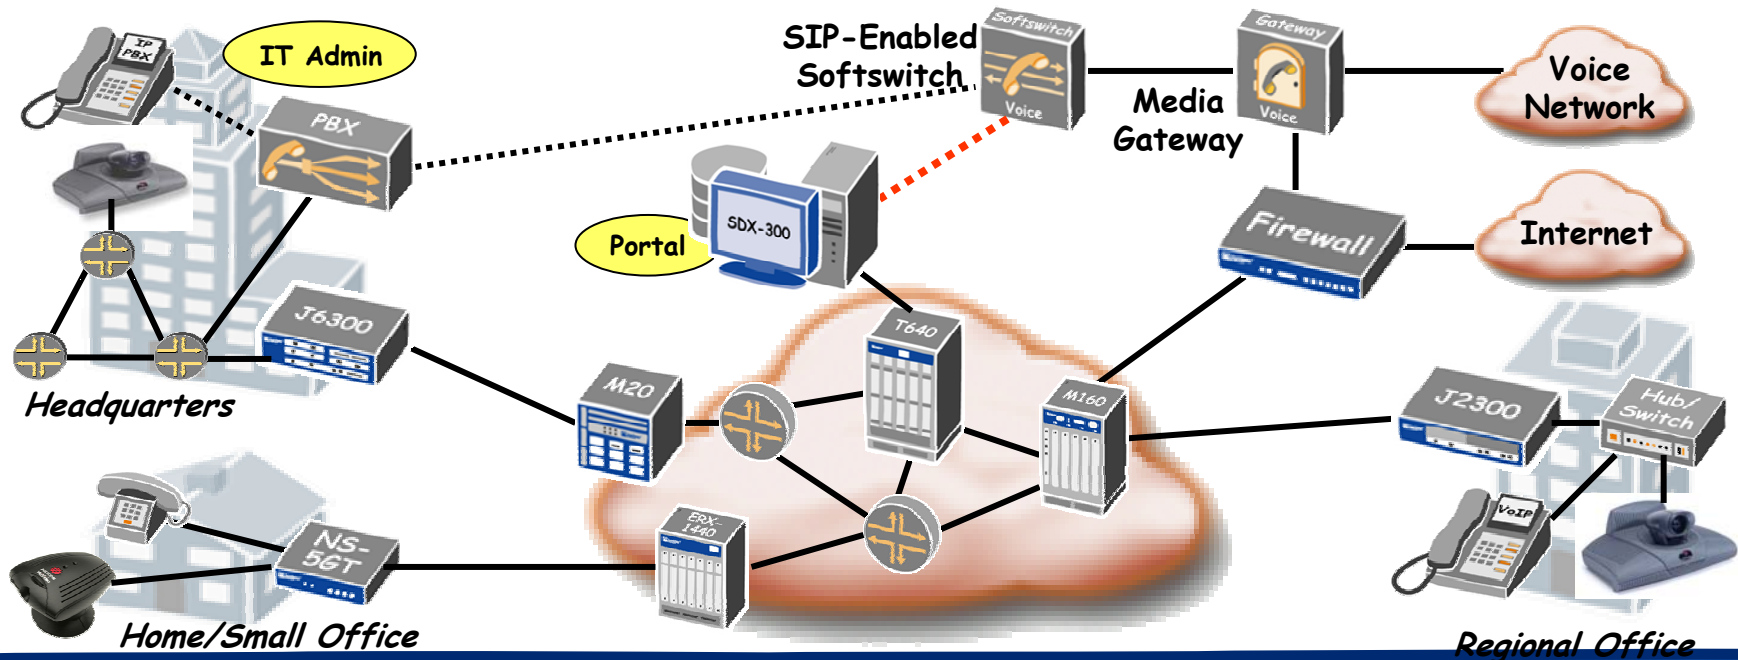 IP
PBX
IT Admin
PBX
SIP-Enabled
Softswitch
Softswitch
Voice
Gateway
Voice
Media
Gateway
Voice
Network
SDX-300
Portal
Firewall
Internet
J6300
Headquarters
M20
T640
M160
J2300
Hub/
Switch
ERX-
1440
VoIP
NS-
5GT
Home/Small Office
Regional Office